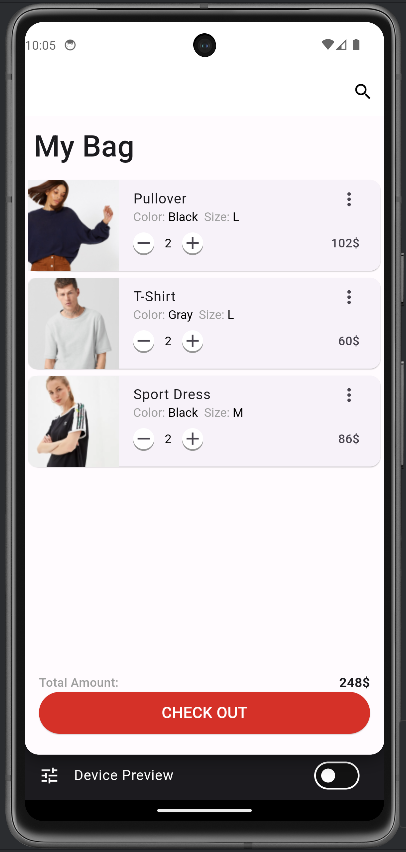 10:05
My Bag
Pullover
Color: Black Size: L
2
102$
T-Shirt
Color: Gray Size: L
2
60$
Sport Dress
Color: Black Size: M
2
86$
Total Amount:
248$
CHECK OUT
Device Preview